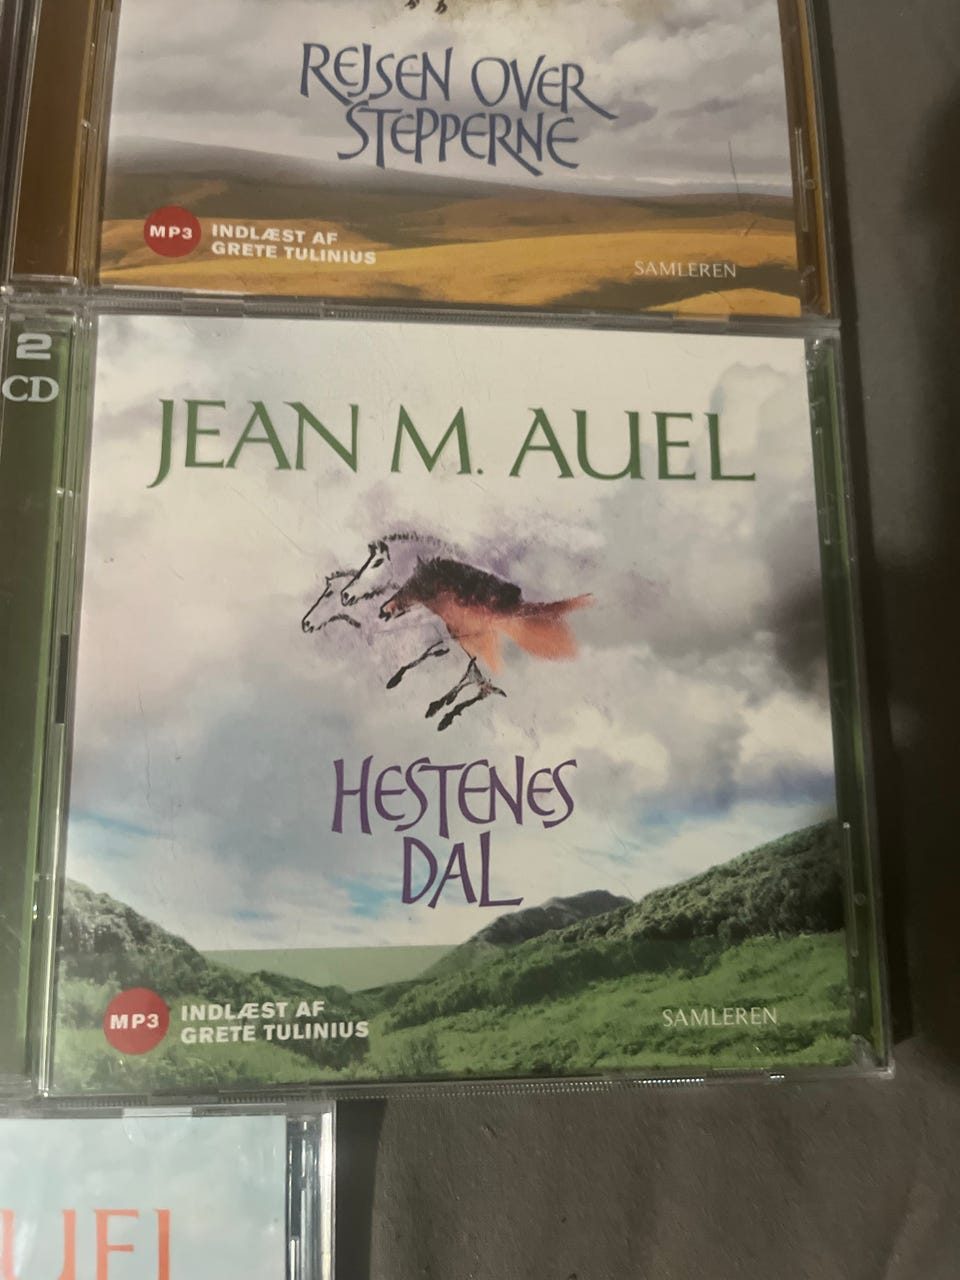 REJSEN OVER
STEPPERNE
MP3
INDLÆST AF
GRETE TULINIUS
SAMLEREN
2
CD
JEAN M. AUEL
HESTENES
DAL
MP3
INDLÆST AF
GRETE TULINIUS
SAMLEREN
UEL